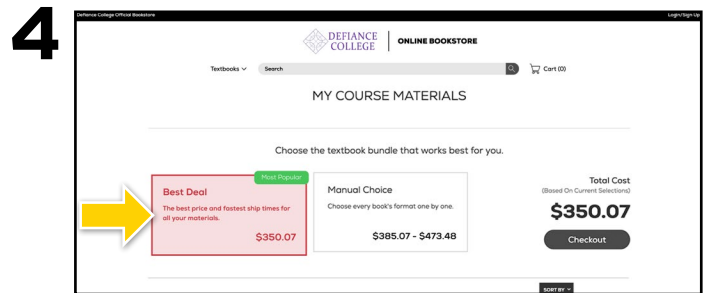 4
Defiance College Official Bookstore
Login/Sign-Up
DEFIANCE
COLLEGE
ONLINE BOOKSTORE
Textbooks
Search
Cart (0)
MY COURSE MATERIALS
Choose the textbook bundle that works best for you.
Most Popular
Best Deal
The best price and fastest ship times for
all your materials.
$350.07
Manual Choice
Choose every book's format one by one.
$385.07 - $473.48
Total Cost
(Based On Current Selections)
$350.07
Checkout
SORT BY